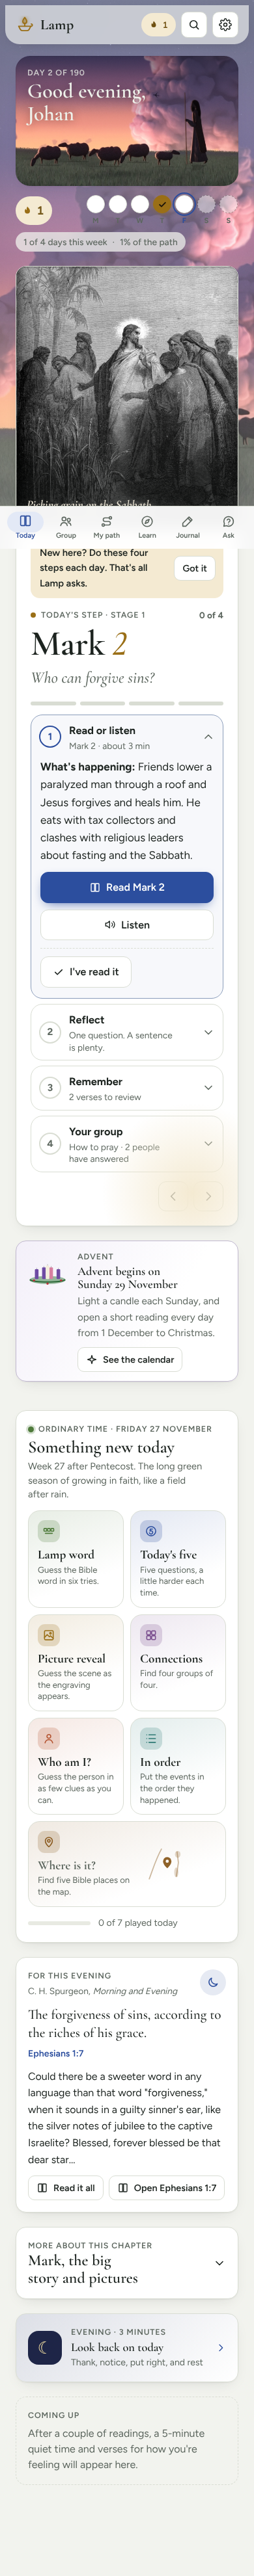 Lamp
1
DAY 2 OF 190
Good evening,
Johan
1
S
1 of 4 days this week · 1% of the path
Picking grain on the Sabbath
Today
Group
My path
Learn
Journal
Ask
New here? Do these four
steps each day. That's all
Lamp asks.
Got it
TODAY'S STEP · STAGE 1
0 of 4
Mark 2
Who can forgive sins?
1
Read or listen
Mark 2 · about 3 min
What's happening: Friends lower a
paralyzed man through a roof and
Jesus forgives and heals him. He
eats with tax collectors and
clashes with religious leaders
about fasting and the Sabbath.
Read Mark 2
Listen
I've read it
2
Reflect
One question. A sentence
is plenty.
3
Remember
2 verses to review
4
Your group
How to pray · 2 people
have answered
ADVENT
Advent begins on
Sunday 29 November
Light a candle each Sunday, and
open a short reading every day
from 1 December to Christmas.
See the calendar
ORDINARY TIME · FRIDAY 27 NOVEMBER
Something new today
Week 27 after Pentecost. The long green
season of growing in faith, like a field
after rain.
Lamp word
Guess the Bible
word in six tries.
Today's five
Five questions, a
little harder each
time.
Picture reveal
Guess the scene as
the engraving
appears.
Connections
Find four groups of
four.
Who am I?
Guess the person in
as few clues as you
can.
In order
Put the events in
the order they
happened.
Where is it?
Find five Bible places on
the map.
0 of 7 played today
FOR THIS EVENING
C. H. Spurgeon, Morning and Evening
The forgiveness of sins, according to
the riches of his grace.
Ephesians 1:7
Could there be a sweeter word in any
language than that word "forgiveness,"
when it sounds in a guilty sinner's ear, like
the silver notes of jubilee to the captive
Israelite? Blessed, forever blessed be that
dear star...
Read it all
Open Ephesians 1:7
MORE ABOUT THIS CHAPTER
Mark, the big
story and pictures
EVENING · 3 MINUTES
Look back on today
Thank, notice, put right, and rest
COMING UP
After a couple of readings, a 5-minute
quiet time and verses for how you're
feeling will appear here.